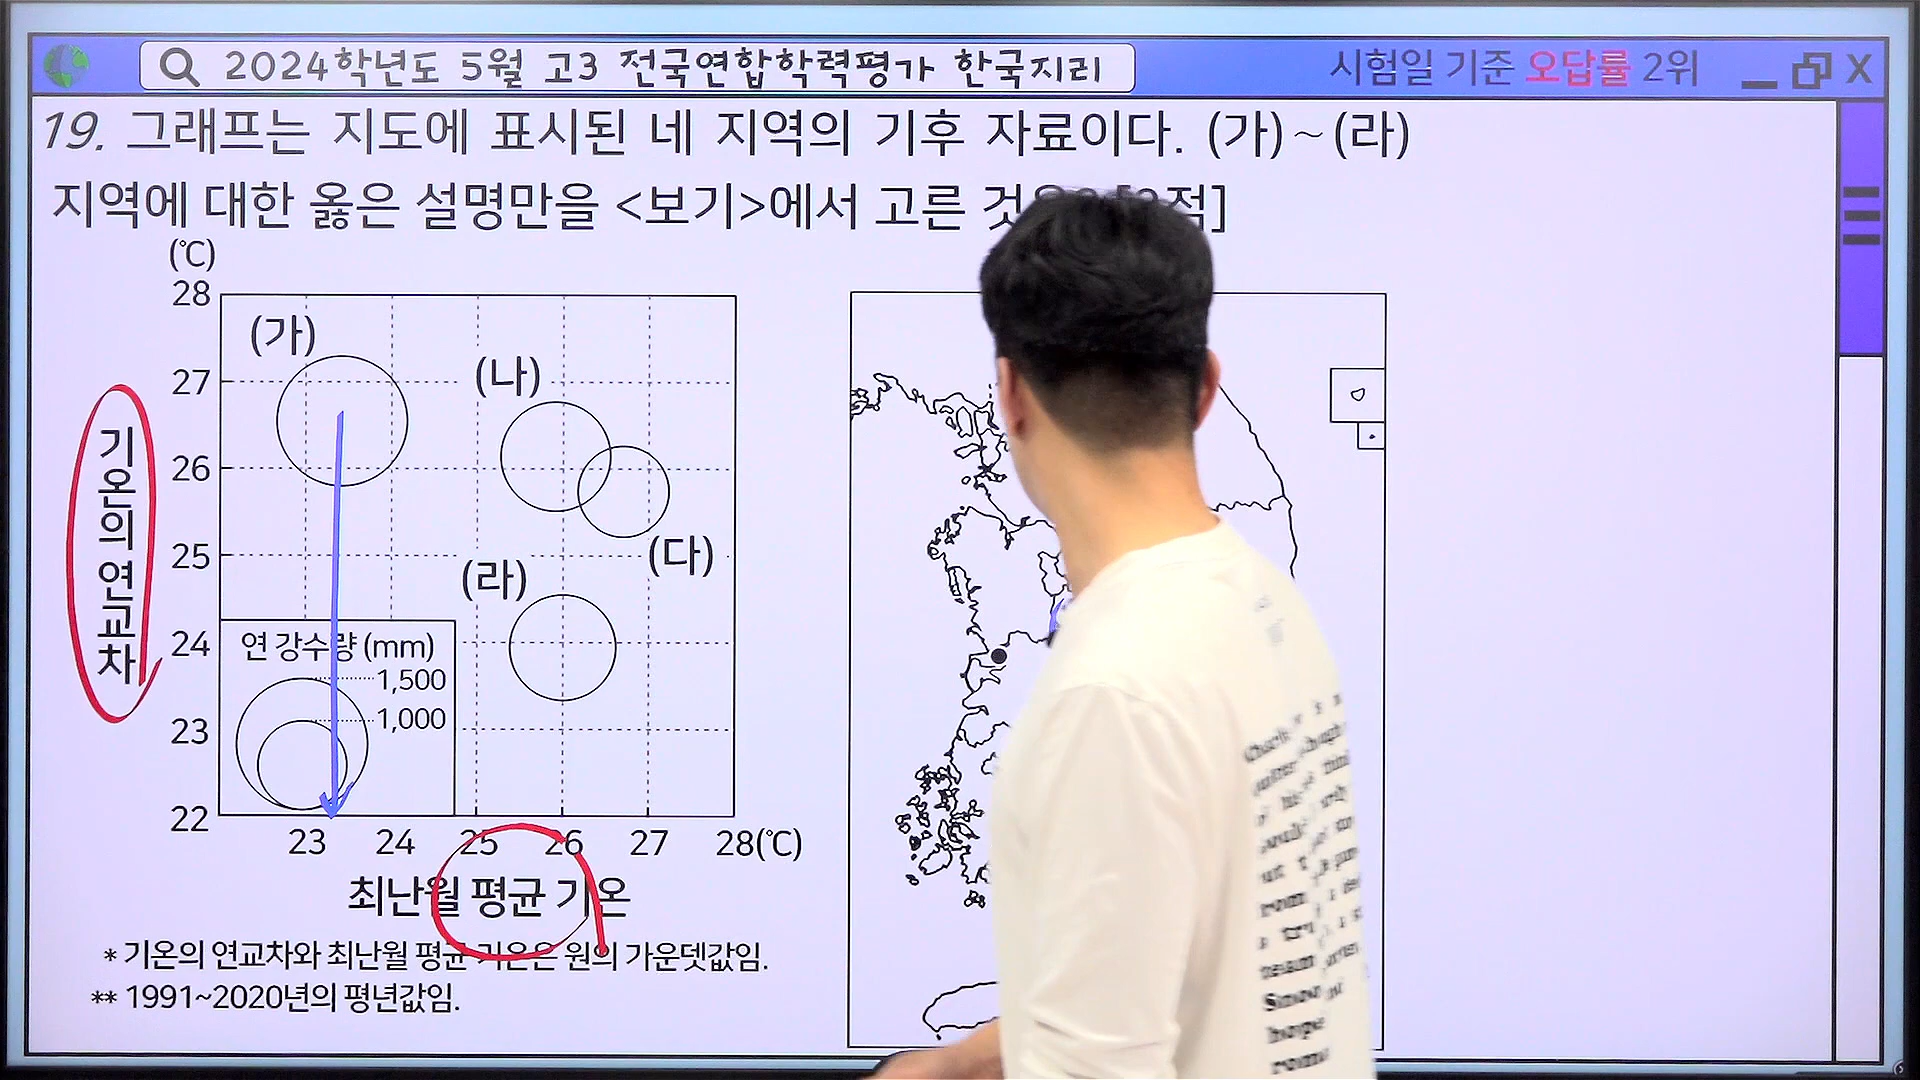 2024학년도 5월 고3 전국연합학력평가 한국지리
시험일 기준 오답률 2위
19. 그래프는 지도에 표시된 네 지역의 기후 자료이다. (가)~(라)
지역에 대한 옳은 설명만을 <보기>에서 고른 것은? 점]
(℃)
28
27
26
25
24
23
22
기온의 연교차
(가)
(나)
(다)
(라)
연 강수량 (mm)
1,500
1,000
23 24 25 26 27 28(℃)
최난월 평균 기온
* 기온의 연교차와 최난월 평균 기온은 원의 가운뎃값임.
** 1991~2020년의 평년값임.
rom
team
hope